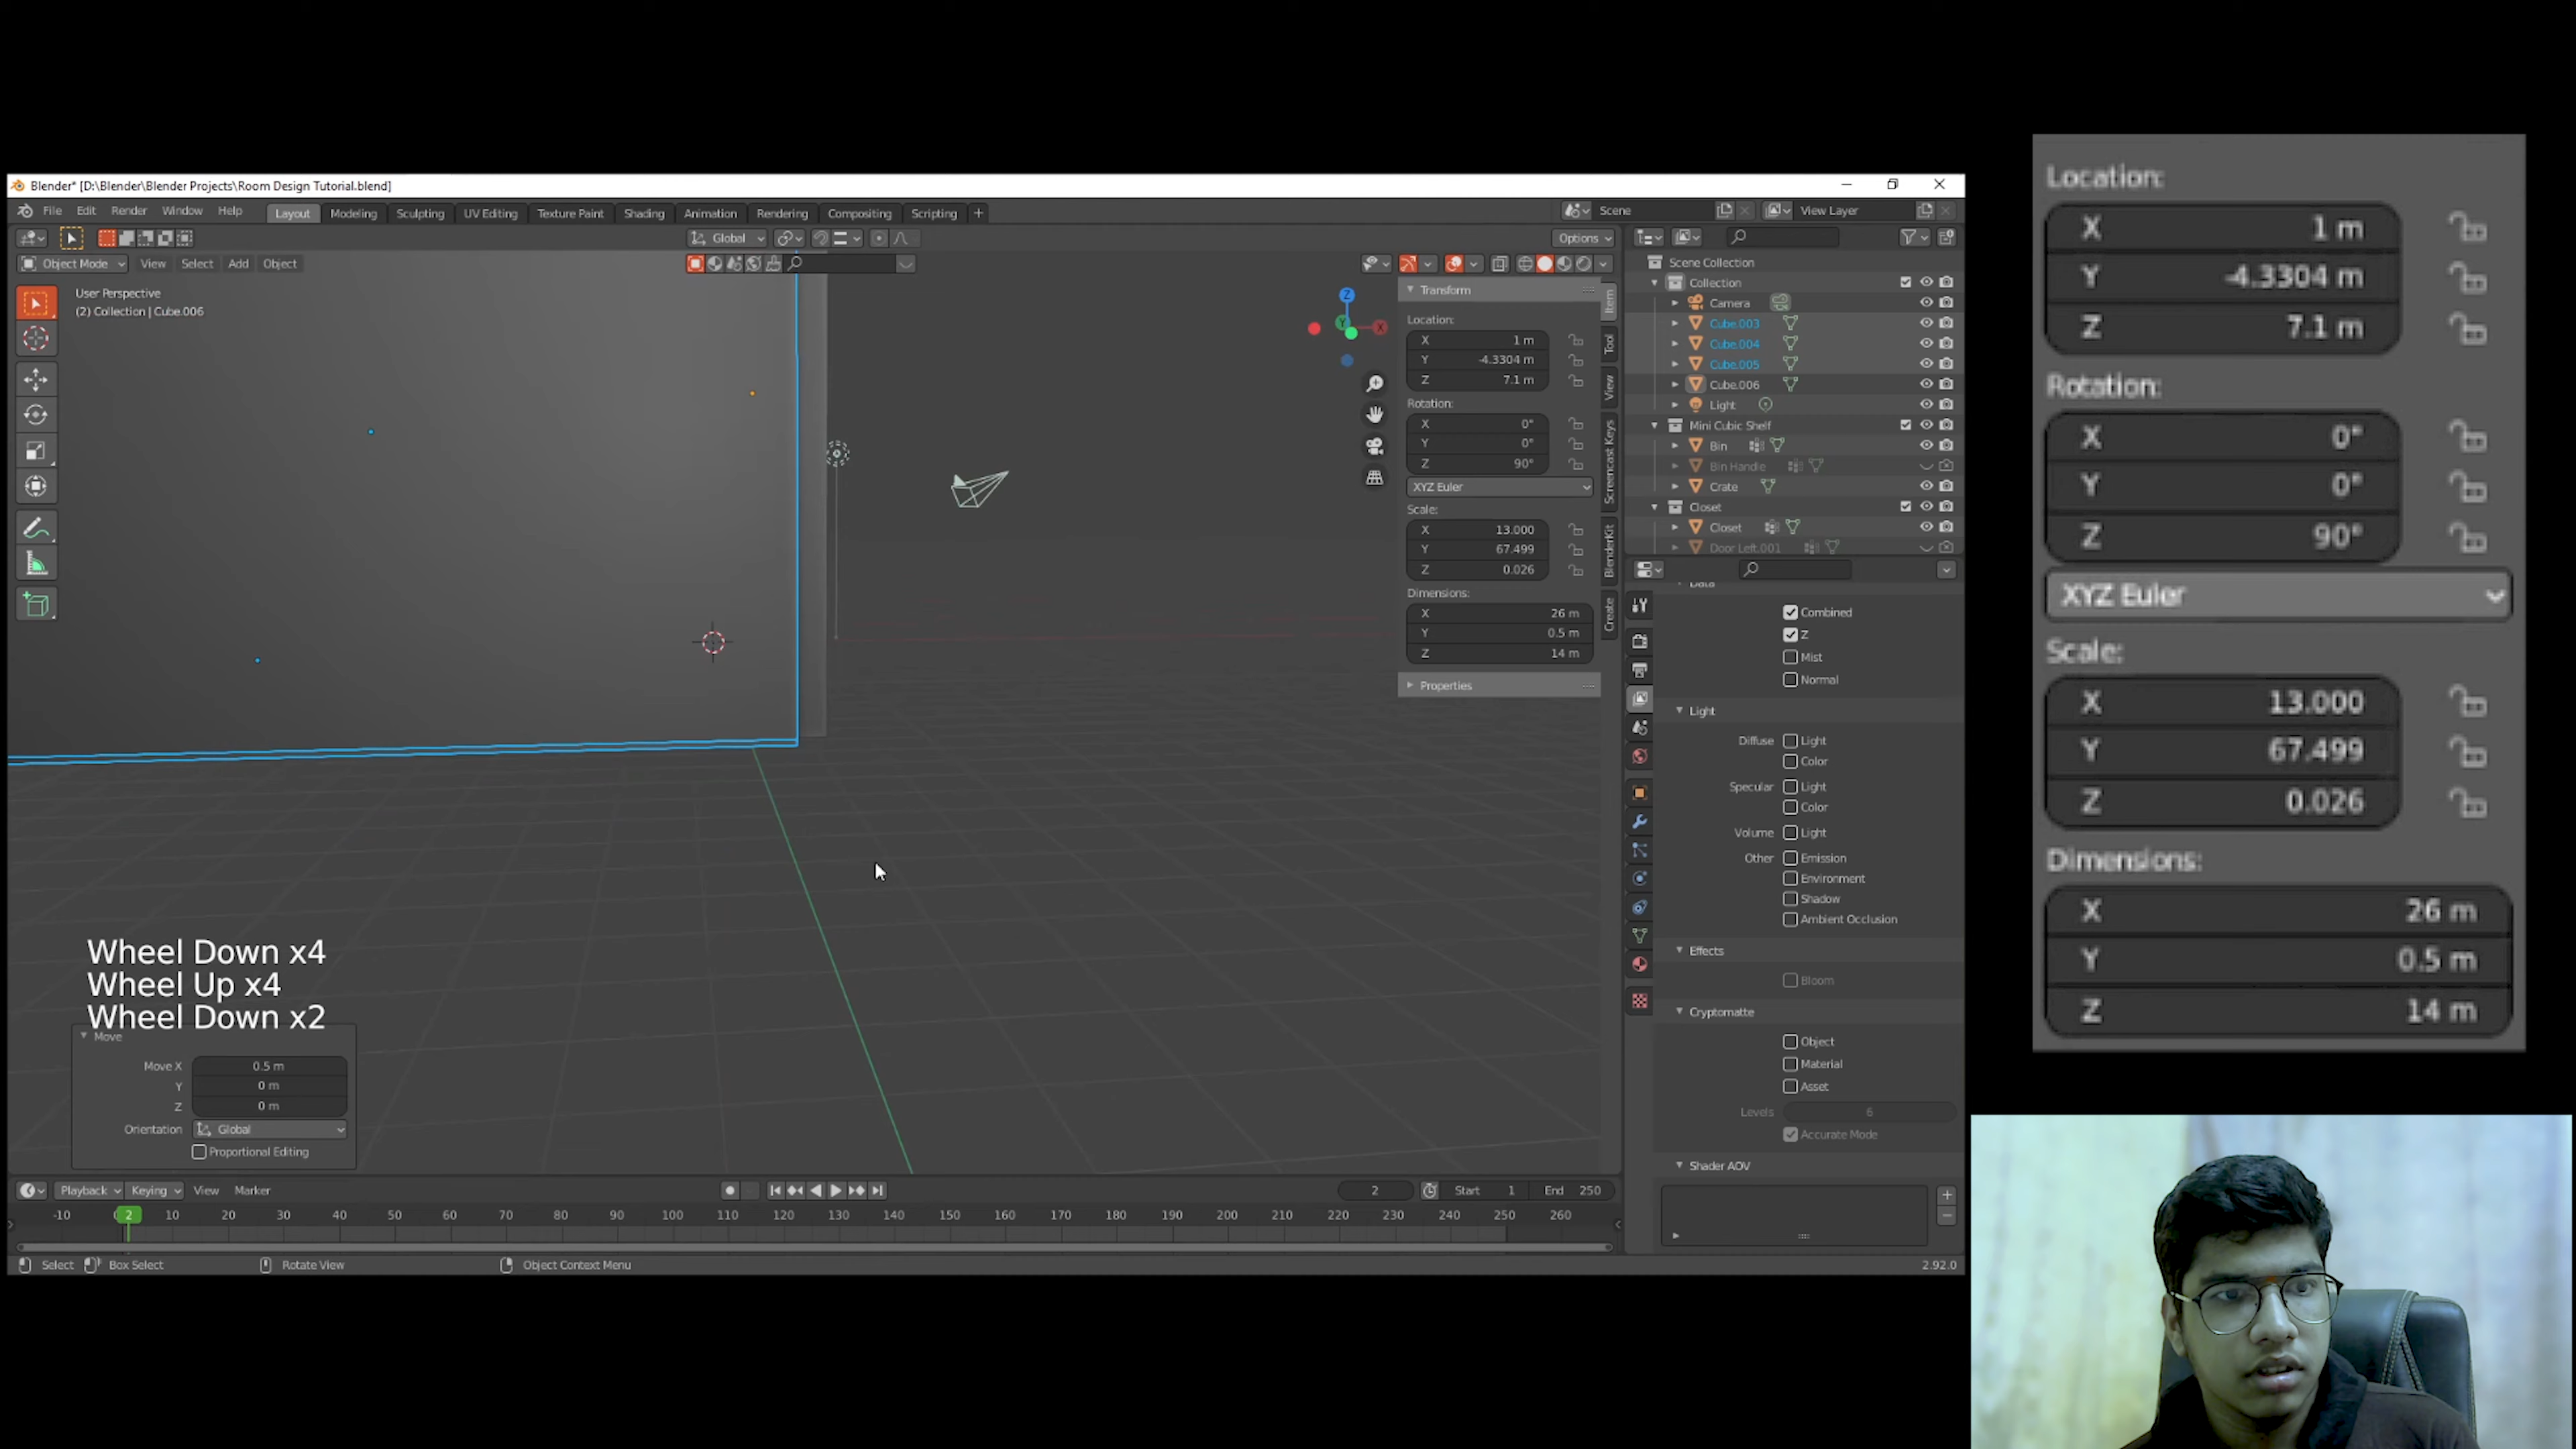 Blender* [D:\Blender\Blender Projects\Room Design Tutorial.blend]
File Edit Render Window Help Layout Modeling Sculpting UV Editing Texture Paint Shading Animation Rendering Compositing Scripting + Scene View Layer
Global Options
Object Mode View Select Add Object
User Perspective
(2) Collection | Cube.006
Z
Y
X
Transform
Location:
X 1 m
Y -4.3304 m
Z 7.1 m
Rotation:
X 0°
Y 0°
Z 90°
XYZ Euler
Scale:
X 13.000
Y 67.499
Z 0.026
Dimensions:
X 26 m
Y 0.5 m
Z 14 m
Properties
Item
Tool
View
Screencast Keys
BlenderKit
Create
Scene Collection
Collection
Camera
Cube.003
Cube.004
Cube.005
Cube.006
Light
Mini Cubic Shelf
Bin
Bin Handle
Crate
Closet
Closet
Door Left.001
Data
Combined
Z
Mist
Normal
Light
Diffuse Light
Color
Specular Light
Color
Volume Light
Other Emission
Environment
Shadow
Ambient Occlusion
Effects
Bloom
Cryptomatte
Object
Material
Asset
Levels 6
Accurate Mode
Shader AOV
Wheel Down x4
Wheel Up x4
Wheel Down x2
Move
Move X 0.5 m
Y 0 m
Z 0 m
Orientation Global
Proportional Editing
Playback Keying View Marker 2 Start 1 End 250
-10 2 10 20 30 40 50 60 70 80 90 100 110 120 130 140 150 160 170 180 190 200 210 220 230 240 250 260
Select Box Select Rotate View Object Context Menu 2.92.0
Location:
X 1 m
Y -4.3304 m
Z 7.1 m
Rotation:
X 0°
Y 0°
Z 90°
XYZ Euler
Scale:
X 13.000
Y 67.499
Z 0.026
Dimensions:
X 26 m
Y 0.5 m
Z 14 m